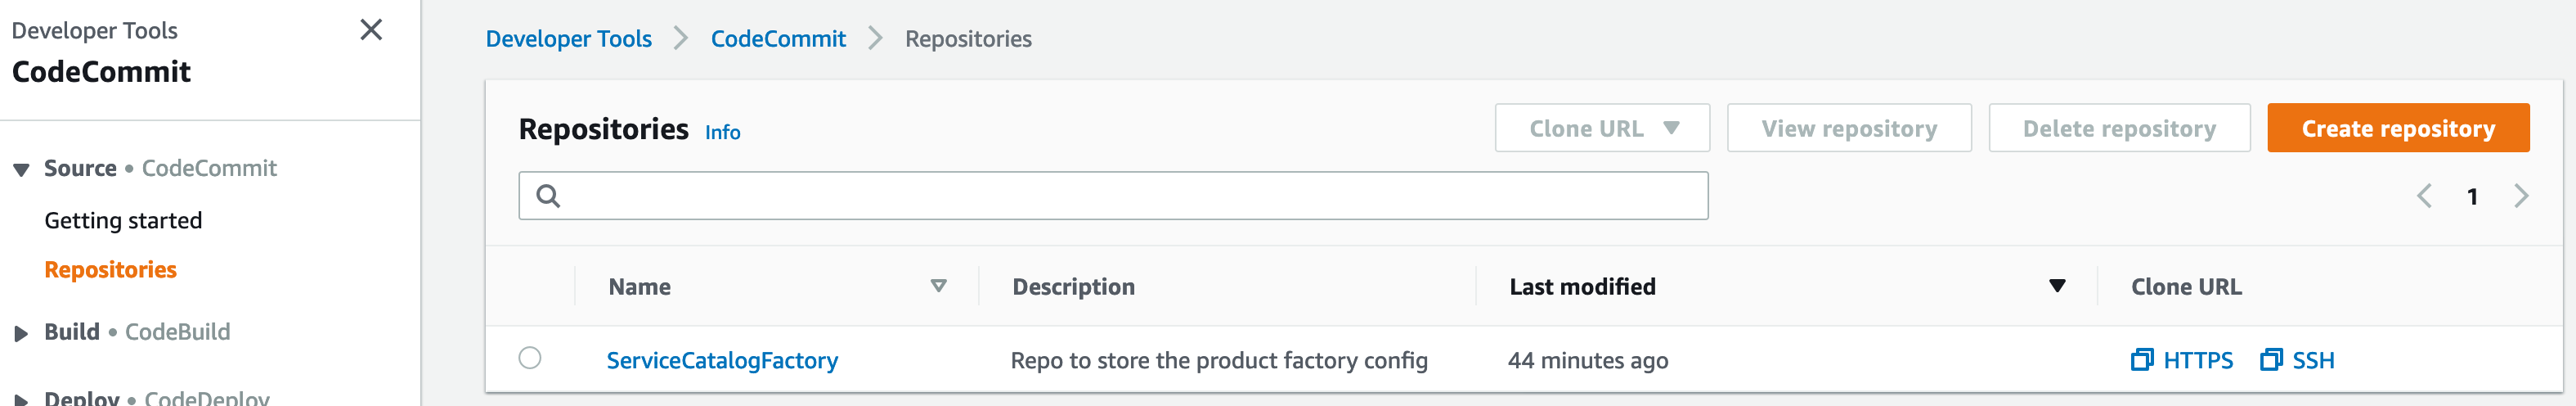 Developer Tools
CodeCommit
Source • CodeCommit
Getting started
Repositories
Build • CodeBuild
Deploy • CodeDeploy
Developer Tools > CodeCommit > Repositories
Repositories Info
Clone URL View repository Delete repository Create repository
1
Name Description Last modified Clone URL
ServiceCatalogFactory Repo to store the product factory config 44 minutes ago HTTPS SSH